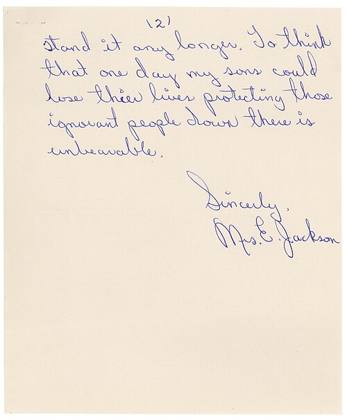 (2)
stand it any longer. To think
that one day my sons could
lose thier lives protecting those
ignorant people down there is
unbearable.
Sincerly,
Mrs. E. Jackson